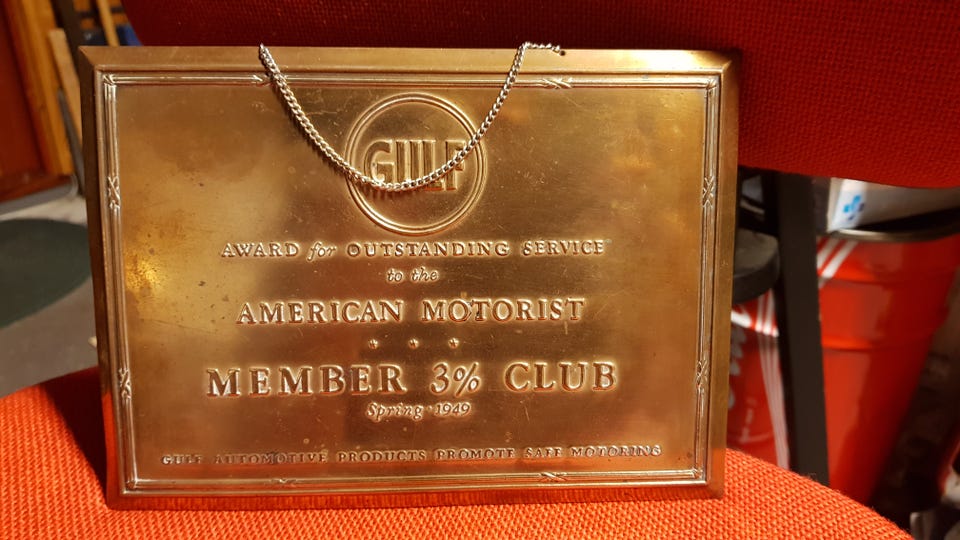 GULF
AWARD for OUTSTANDING SERVICE
to the
AMERICAN MOTORIST
MEMBER 3% CLUB
Spring · 1949
GULF AUTOMOTIVE PRODUCTS PROMOTE SAFE MOTORING